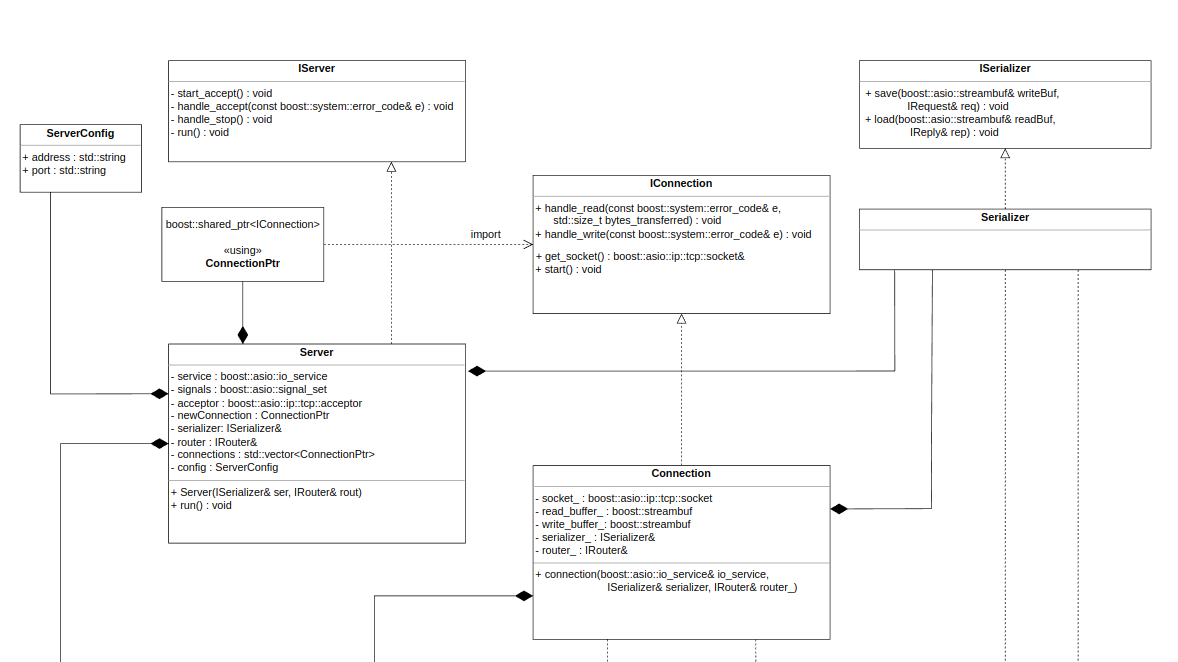 IServer
- start_accept() : void
- handle_accept(const boost::system::error_code& e) : void
- handle_stop() : void
- run() : void
ISerializer
+ save(boost::asio::streambuf& writeBuf,
IRequest& req) : void
+ load(boost::asio::streambuf& readBuf,
IReply& rep) : void
ServerConfig
+ address : std::string
+ port : std::string
IConnection
+ handle_read(const boost::system::error_code& e,
std::size_t bytes_transferred) : void
+ handle_write(const boost::system::error_code& e) : void
+ get_socket() : boost::asio::ip::tcp::socket&
+ start() : void
boost::shared_ptr<IConnection>
«using»
ConnectionPtr
import
Serializer
Server
- service : boost::asio::io_service
- signals : boost::asio::signal_set
- acceptor : boost::asio::ip::tcp::acceptor
- newConnection : ConnectionPtr
- serializer: ISerializer&
- router : IRouter&
- connections : std::vector<ConnectionPtr>
- config : ServerConfig
+ Server(ISerializer& ser, IRouter& rout)
+ run() : void
Connection
- socket_ : boost::asio::ip::tcp::socket
- read_buffer_ : boost::streambuf
- write_buffer_: boost::streambuf
- serializer_ : ISerializer&
- router_ : IRouter&
+ connection(boost::asio::io_service& io_service,
ISerializer& serializer, IRouter& router_)